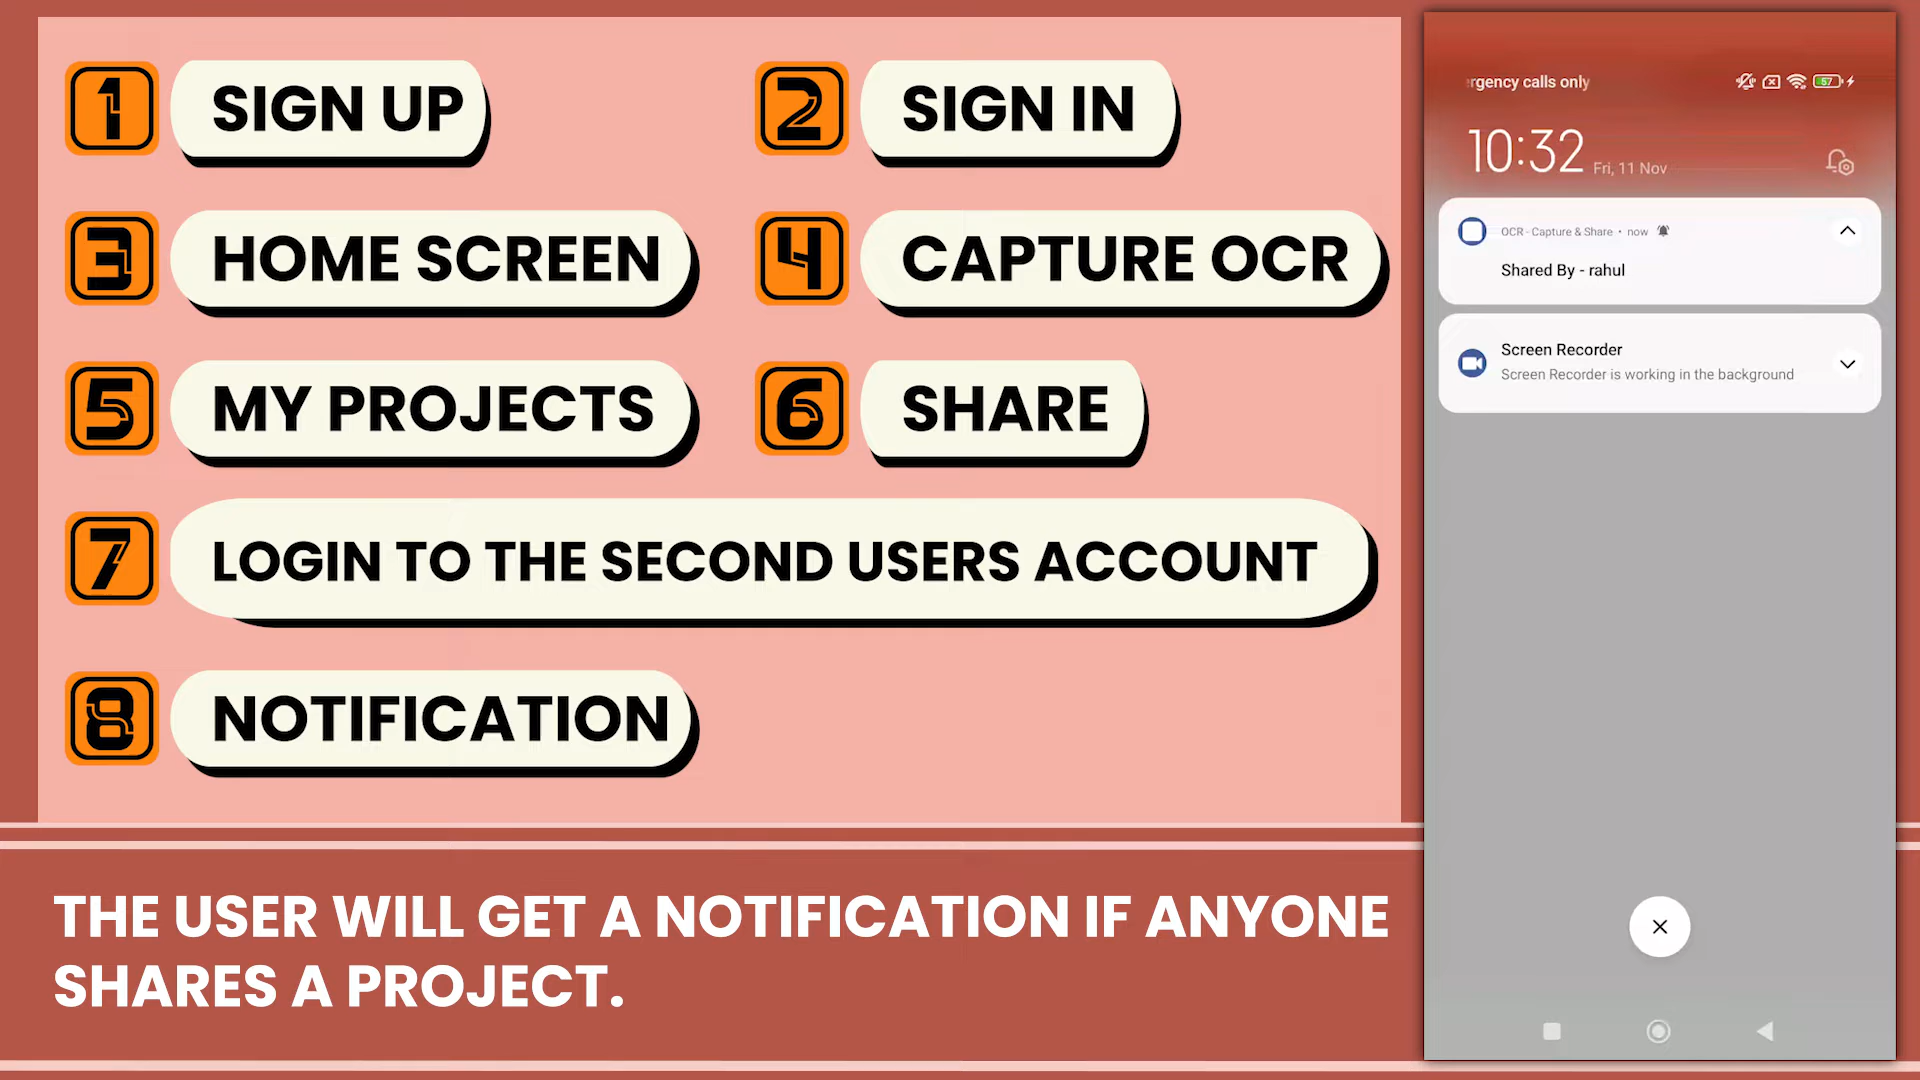 1 SIGN UP
2 SIGN IN
3 HOME SCREEN
4 CAPTURE OCR
5 MY PROJECTS
6 SHARE
7 LOGIN TO THE SECOND USERS ACCOUNT
8 NOTIFICATION
THE USER WILL GET A NOTIFICATION IF ANYONE
SHARES A PROJECT.
rgency calls only
57
10:32 Fri, 11 Nov
OCR - Capture & Share • now
Shared By - rahul
Screen Recorder
Screen Recorder is working in the background